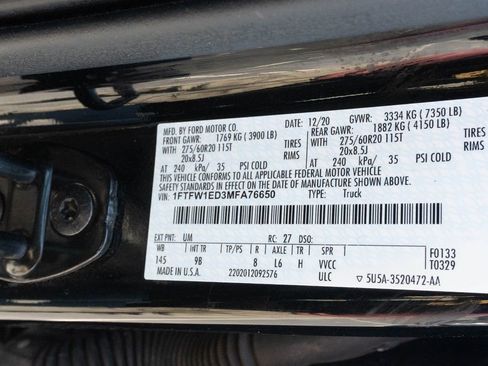 MFD. BY FORD MOTOR CO. 12/20 GVWR: 3334 KG ( 7350 LB)
FRONT GAWR: 1769 KG ( 3900 LB) REAR GAWR: 1882 KG ( 4150 LB)
WITH 275/60R20 115T TIRES WITH 275/60R20 115T TIRES
20x8.5J RIMS 20x8.5J RIMS
AT 240 kPa/ 35 PSI COLD AT 240 kPa/ 35 PSI COLD
THIS VEHICLE CONFORMS TO ALL APPLICABLE FEDERAL MOTOR VEHICLE
SAFETY AND THEFT PREVENTION STANDARDS IN EFFECT ON THE DATE OF MANUFACTURE SHOWN ABOVE.
VIN: 1FTFW1ED3MFA76650 TYPE: Truck
EXT PNT: UM RC: 27 DSO: F0133
WB INT TR TP/PS R AXLE TR SPR T0329
145 9B 8 L6 H VVCC
MADE IN U.S.A. 2202012092576 ULC 5U5A-3520472-AA